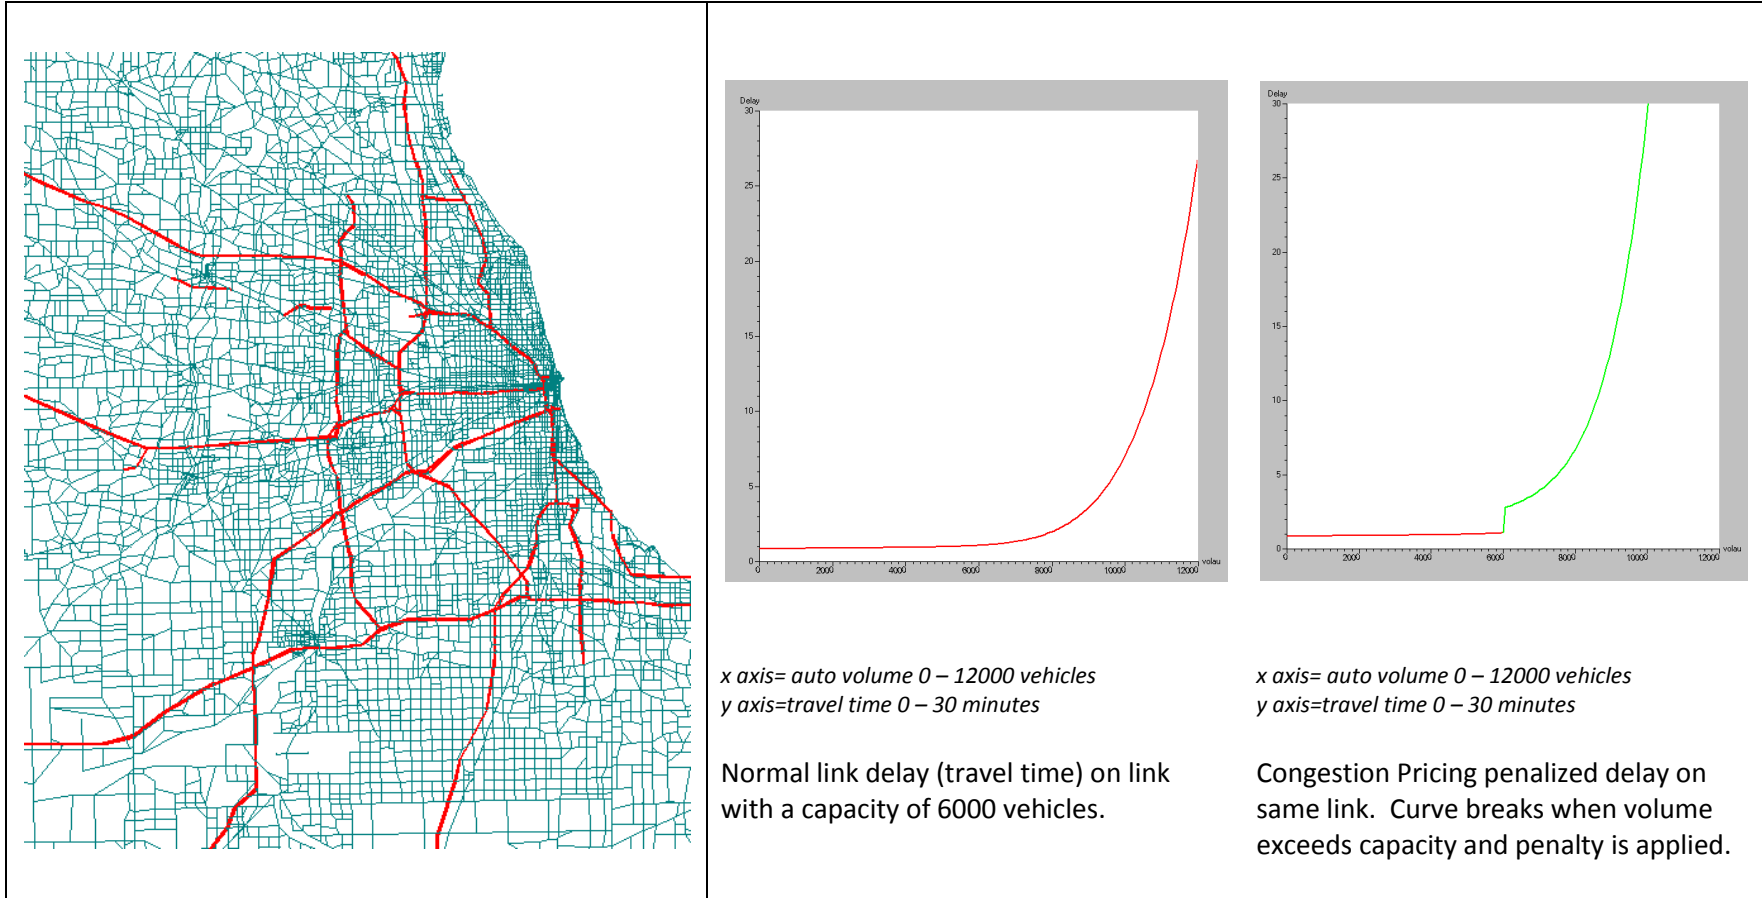 Delay
30
25
20
15
10
5
0
0 2000 4000 6000 8000 10000 12000 volau
Delay
30
25
20
15
10
5
0
0 2000 4000 6000 8000 10000 12000 volau
x axis= auto volume 0 – 12000 vehicles
y axis=travel time 0 – 30 minutes
Normal link delay (travel time) on link
with a capacity of 6000 vehicles.
x axis= auto volume 0 – 12000 vehicles
y axis=travel time 0 – 30 minutes
Congestion Pricing penalized delay on
same link.  Curve breaks when volume
exceeds capacity and penalty is applied.